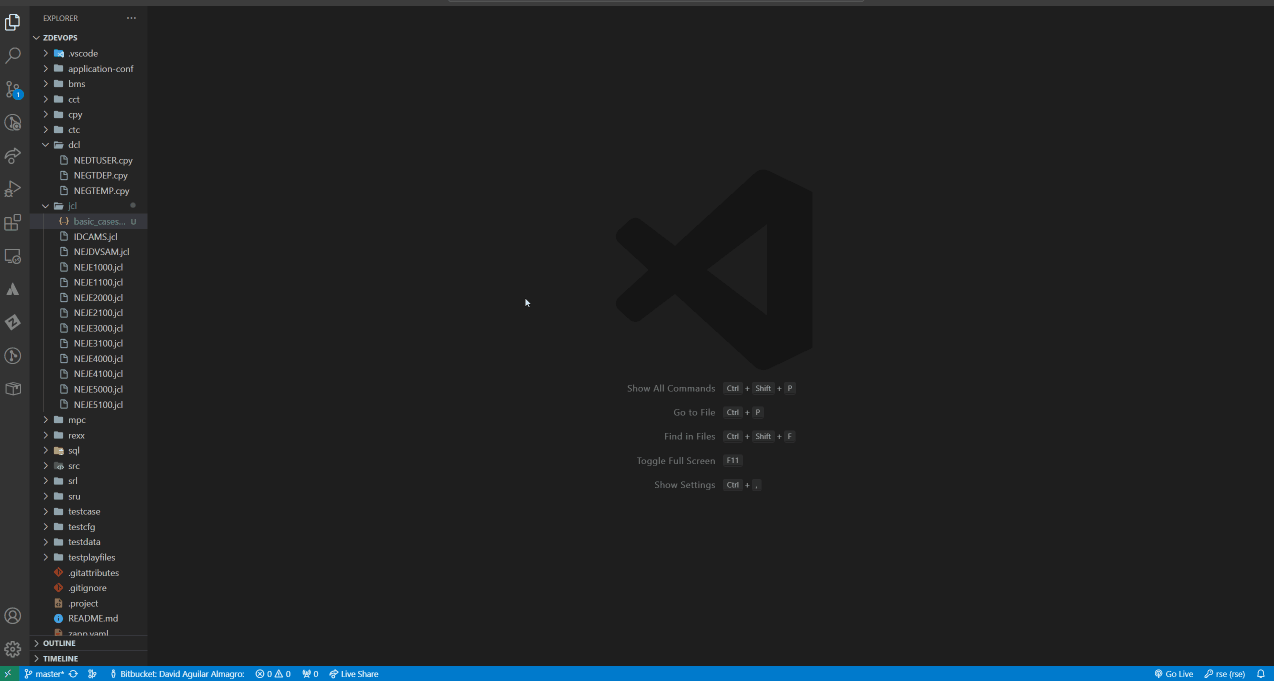 EXPLORER ...
ZDEVOPS
.vscode
application-conf
bms
cct
cpy
ctc
dcl
NEDTUSER.cpy
NEGTDEP.cpy
NEGTEMP.cpy
jcl
basic_cases... U
IDCAMS.jcl
NEJDVSAM.jcl
NEJE1000.jcl
NEJE1100.jcl
NEJE2000.jcl
NEJE2100.jcl
NEJE3000.jcl
NEJE3100.jcl
NEJE4000.jcl
NEJE4100.jcl
NEJE5000.jcl
NEJE5100.jcl
mpc
rexx
sql
src
srl
sru
testcase
testcfg
testdata
testplayfiles
.gitattributes
.gitignore
.project
README.md
zapp.yaml
OUTLINE
TIMELINE
1
Show All Commands Ctrl + Shift + P
Go to File Ctrl + P
Find in Files Ctrl + Shift + F
Toggle Full Screen F11
Show Settings Ctrl + ,
master* Bitbucket: David Aguilar Almagro: 0 0 0 Live Share Go Live rse (rse)